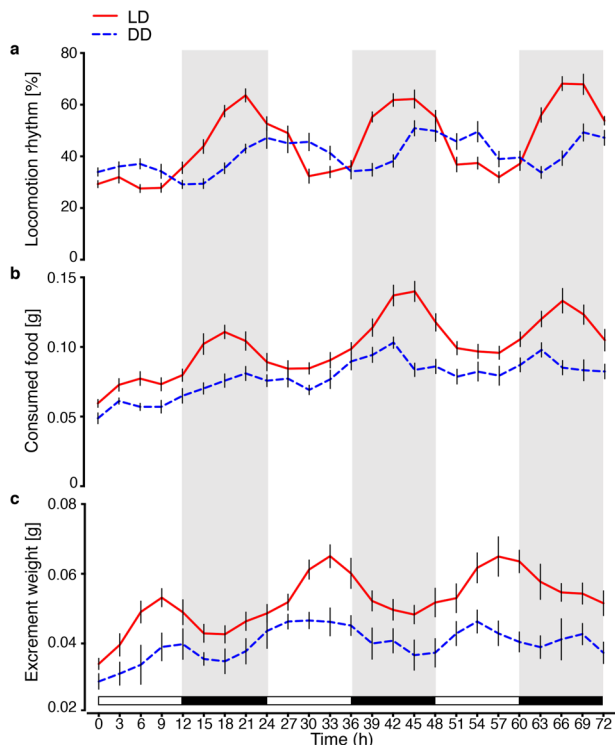 LD
DD
a
Locomotion rhythm [%]
80
60
40
20
0
b
Consumed food [g]
0.15
0.10
0.05
0
c
Excrement weight [g]
0.08
0.06
0.04
0.02
0 3 6 9 12 15 18 21 24 27 30 33 36 39 42 45 48 51 54 57 60 63 66 69 72
Time (h)